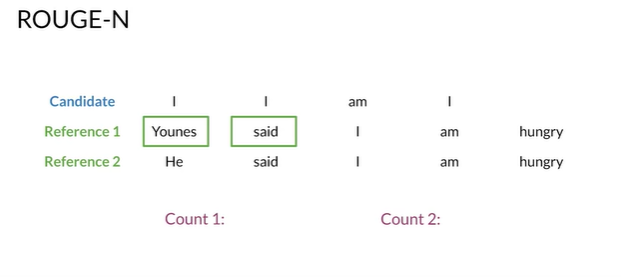 ROUGE-N
Candidate I I am I
Reference 1 Younes said I am hungry
Reference 2 He said I am hungry
Count 1: Count 2: